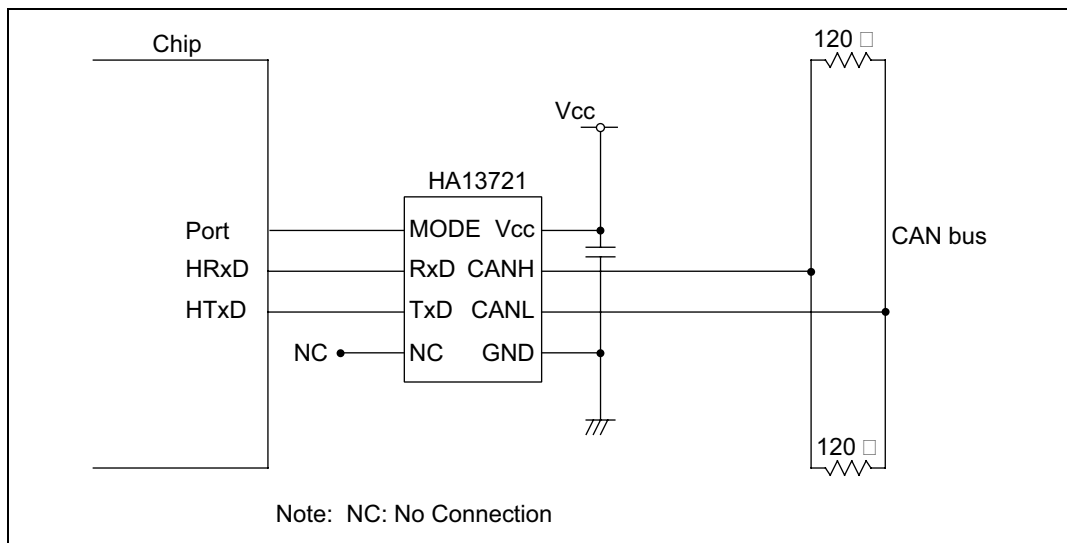 Chip
120 □
Vcc
HA13721
Port
MODE Vcc
CAN bus
HRxD
RxD CANH
HTxD
TxD CANL
NC
NC GND
120 □
Note: NC: No Connection